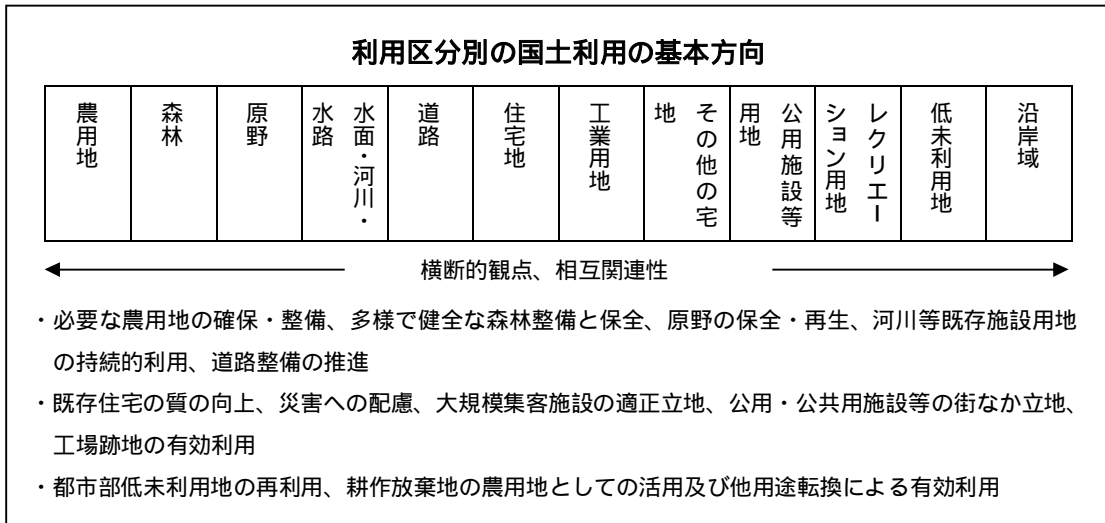 利用区分別の国土利用の基本方向
農用地
森林
原野
水面・河川・
水路
道路
住宅地
工業用地
その他の宅
地
公用施設等
用地
レクリエー
ション用地
低未利用地
沿岸域
横断的観点、相互関連性
・必要な農用地の確保・整備、多様で健全な森林整備と保全、原野の保全・再生、河川等既存施設用地
の持続的利用、道路整備の推進
・既存住宅の質の向上、災害への配慮、大規模集客施設の適正立地、公用・公共用施設等の街なか立地、
工場跡地の有効利用
・都市部低未利用地の再利用、耕作放棄地の農用地としての活用及び他用途転換による有効利用